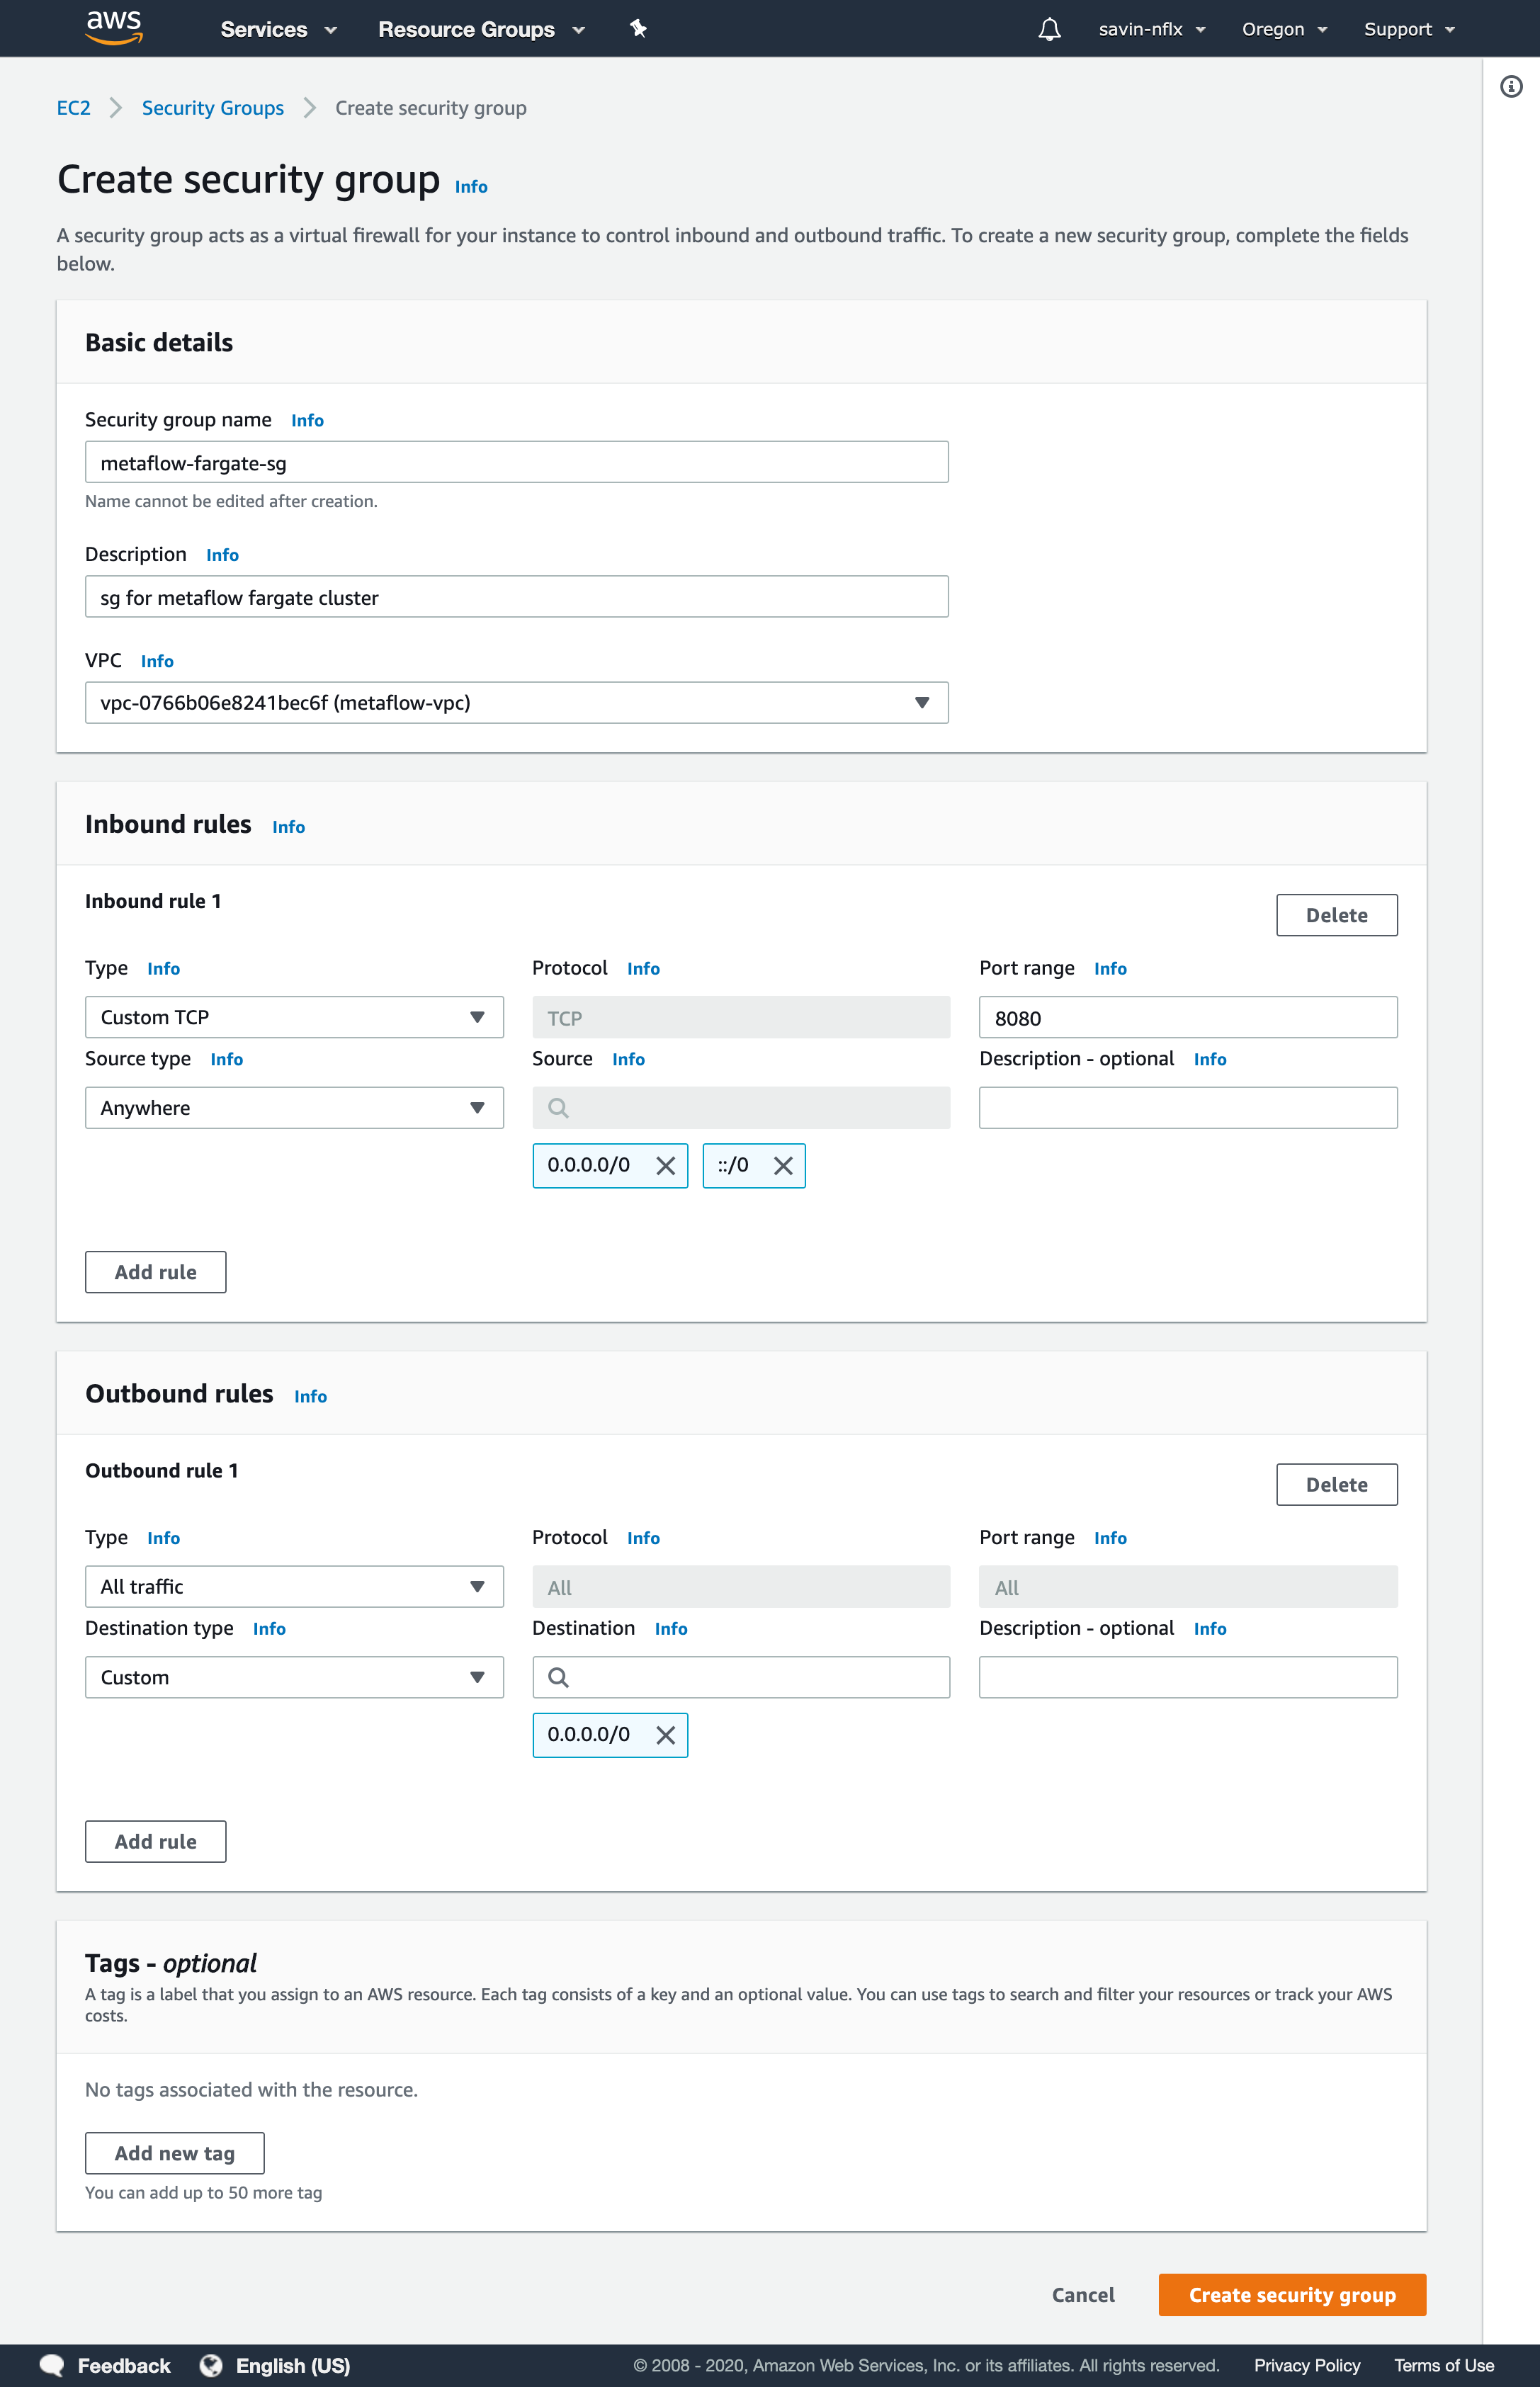 aws Services Resource Groups savin-nflx Oregon Support
EC2 Security Groups Create security group
Create security group Info
A security group acts as a virtual firewall for your instance to control inbound and outbound traffic. To create a new security group, complete the fields
below.
Basic details
Security group name Info
metaflow-fargate-sg
Name cannot be edited after creation.
Description Info
sg for metaflow fargate cluster
VPC Info
vpc-0766b06e8241bec6f (metaflow-vpc)
Inbound rules Info
Inbound rule 1
Delete
Type Info Protocol Info Port range Info
Custom TCP TCP 8080
Source type Info Source Info Description - optional Info
Anywhere
0.0.0.0/0 ::/0
Add rule
Outbound rules Info
Outbound rule 1
Delete
Type Info Protocol Info Port range Info
All traffic All All
Destination type Info Destination Info Description - optional Info
Custom
0.0.0.0/0
Add rule
Tags - optional
A tag is a label that you assign to an AWS resource. Each tag consists of a key and an optional value. You can use tags to search and filter your resources or track your AWS
costs.
No tags associated with the resource.
Add new tag
You can add up to 50 more tag
Cancel Create security group
Feedback English (US) © 2008 - 2020, Amazon Web Services, Inc. or its affiliates. All rights reserved. Privacy Policy Terms of Use